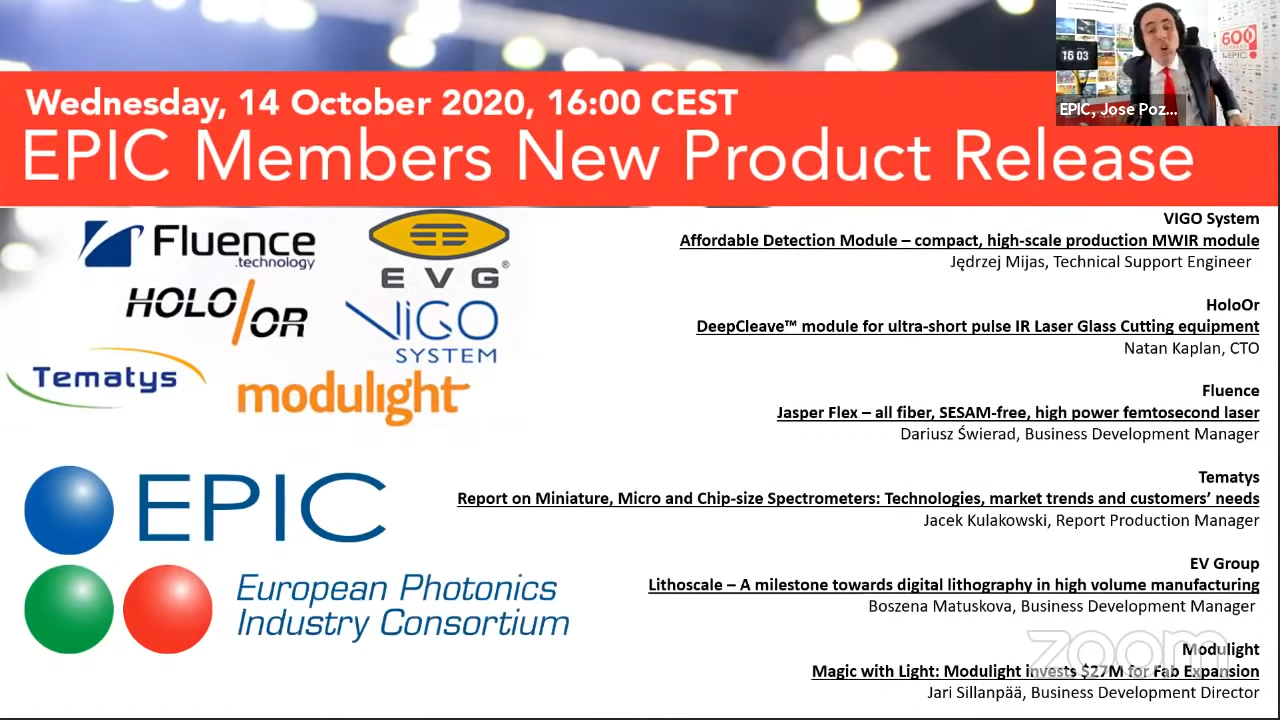 Wednesday, 14 October 2020, 16:00 CEST
EPIC Members New Product Release
16 03
600
EPIC
EPIC, Jose Poz...
Fluence
.technology
EVG®
HOLO/OR
VIGO
SYSTEM
Tematys
modulight
EPIC
European Photonics
Industry Consortium
VIGO System
Affordable Detection Module – compact, high-scale production MWIR module
Jędrzej Mijas, Technical Support Engineer
HoloOr
DeepCleave™ module for ultra-short pulse IR Laser Glass Cutting equipment
Natan Kaplan, CTO
Fluence
Jasper Flex – all fiber, SESAM-free, high power femtosecond laser
Dariusz Świerad, Business Development Manager
Tematys
Report on Miniature, Micro and Chip-size Spectrometers: Technologies, market trends and customers’ needs
Jacek Kulakowski, Report Production Manager
EV Group
Lithoscale – A milestone towards digital lithography in high volume manufacturing
Boszena Matuskova, Business Development Manager
Modulight
Magic with Light: Modulight invests $27M for Fab Expansion
Jari Sillanpää, Business Development Director
zoom